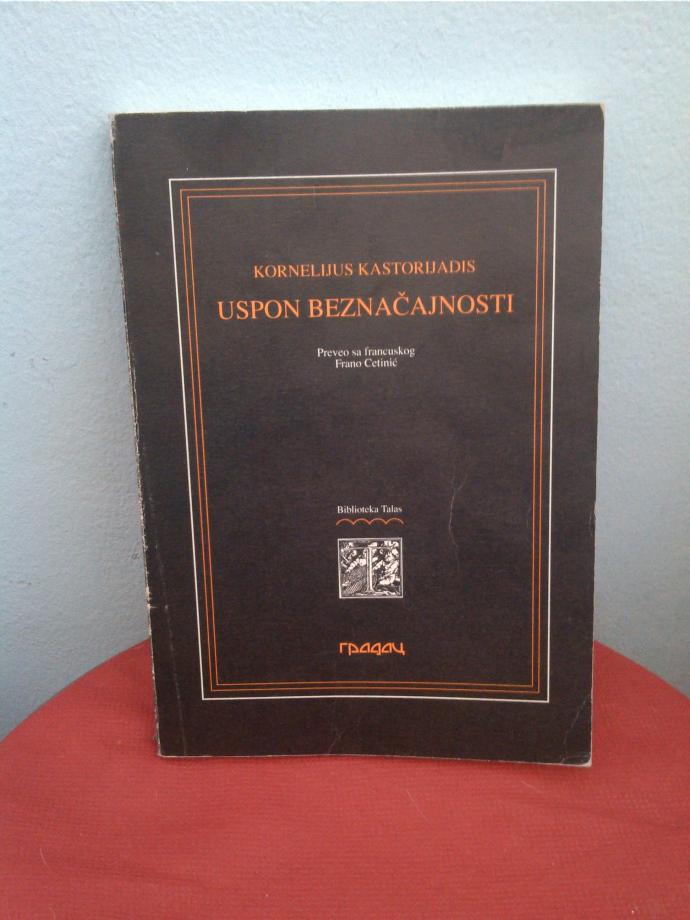 KORNELIJUS KASTORIJADIS
USPON BEZNAČAJNOSTI
Preveo sa francuskog
Frano Cetinić
Biblioteka Talas
T
градац